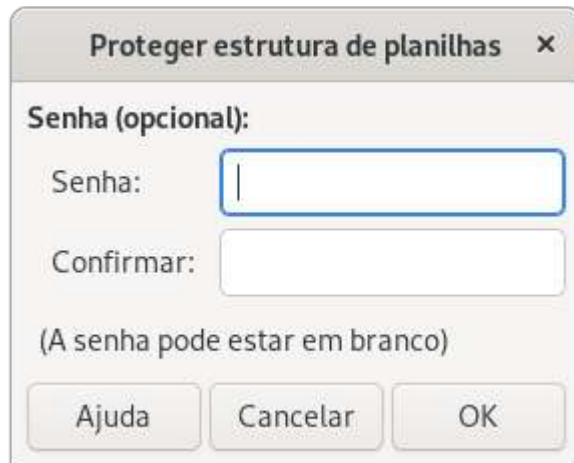 Proteger estrutura de planilhas ×
Senha (opcional):
Senha:
Confirmar:
(A senha pode estar em branco)
Ajuda Cancelar OK